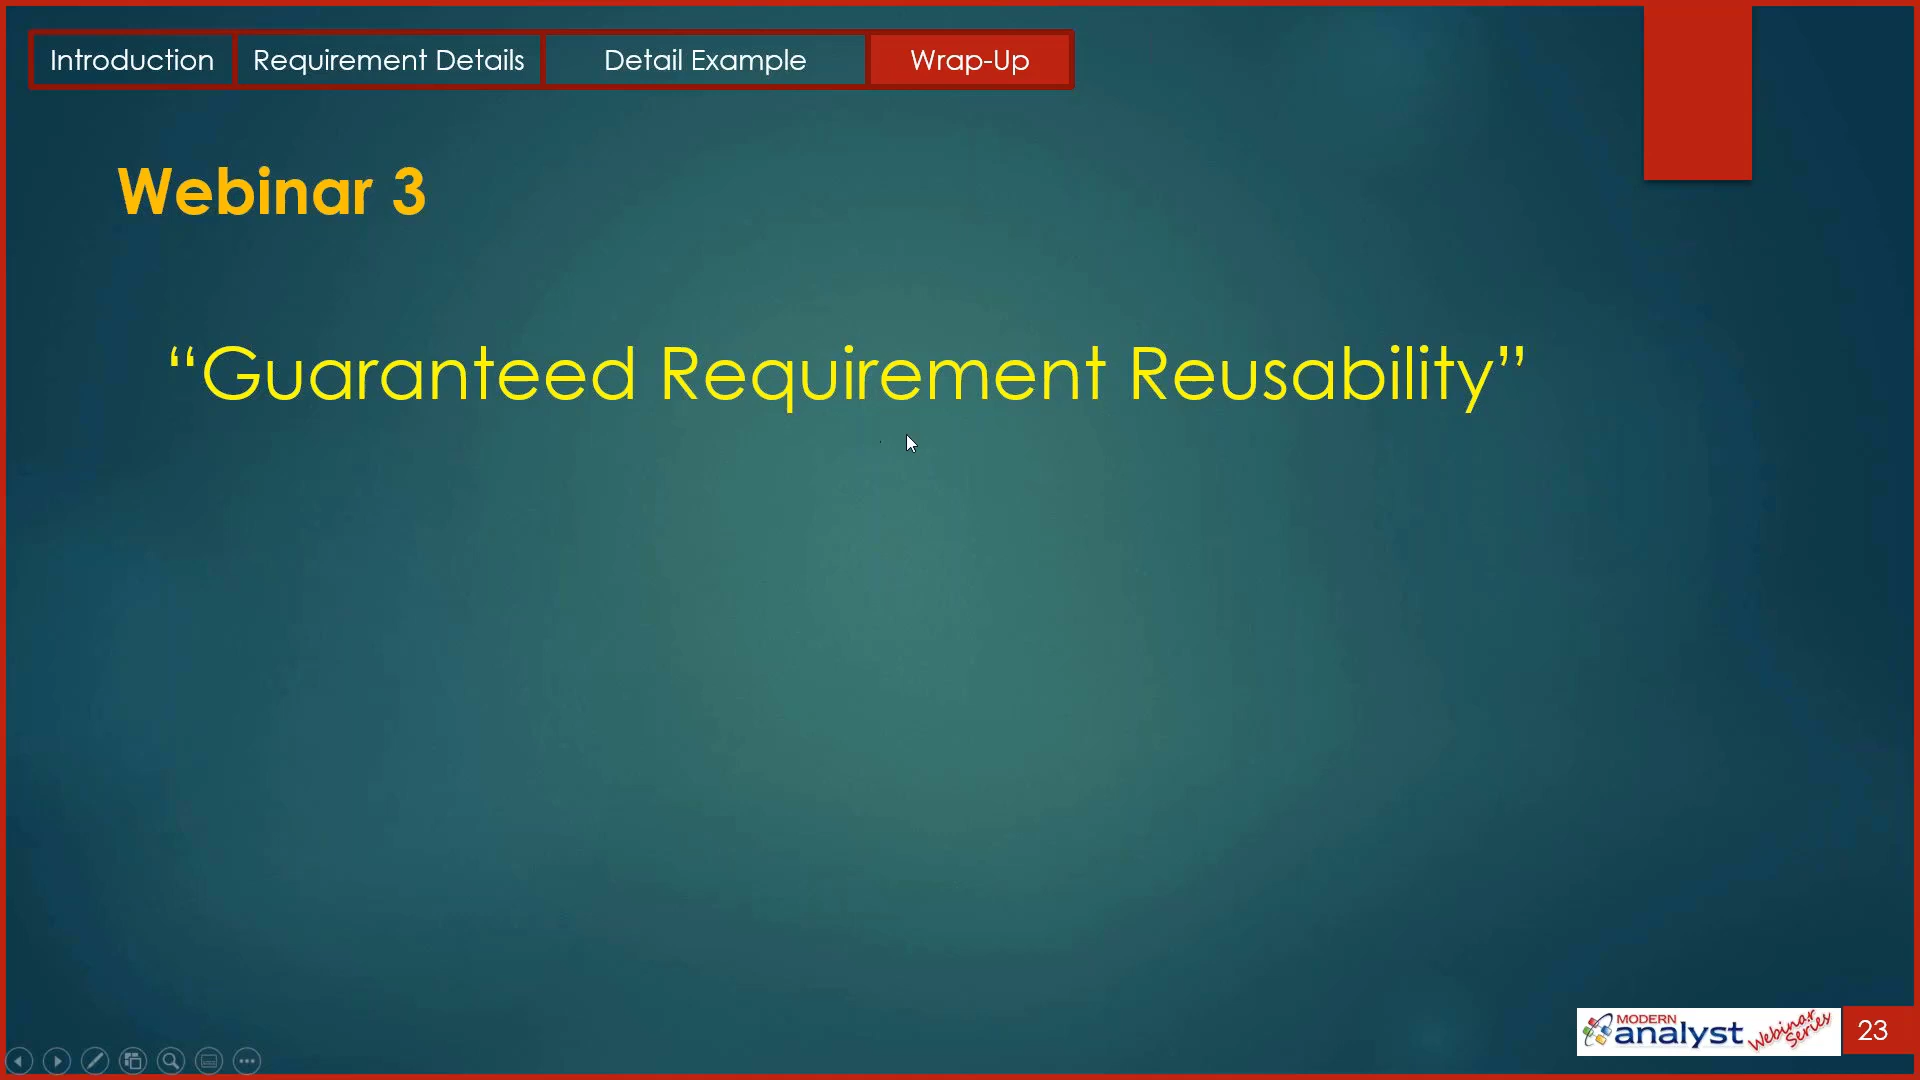 Introduction Requirement Details Detail Example Wrap-Up
Webinar 3
“Guaranteed Requirement Reusability”
MODERN
analyst Webinar Series
23